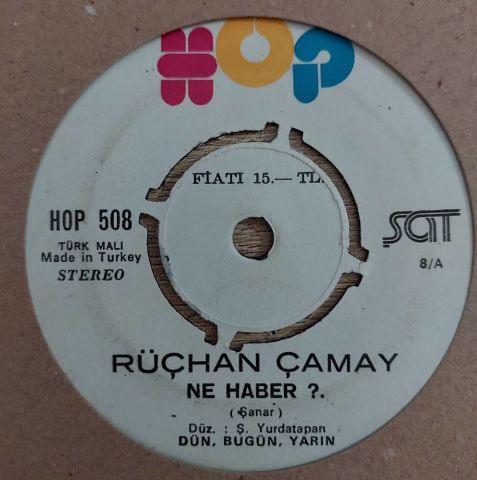 HOP
FİATI 15.— TL.
HOP 508
TÜRK MALI
Made in Turkey
STEREO
ŞAT
8/A
RÜÇHAN ÇAMAY
NE HABER ?.
(Şanar)
Düz. : Ş. Yurdatapan
DÜN, BUGÜN, YARIN